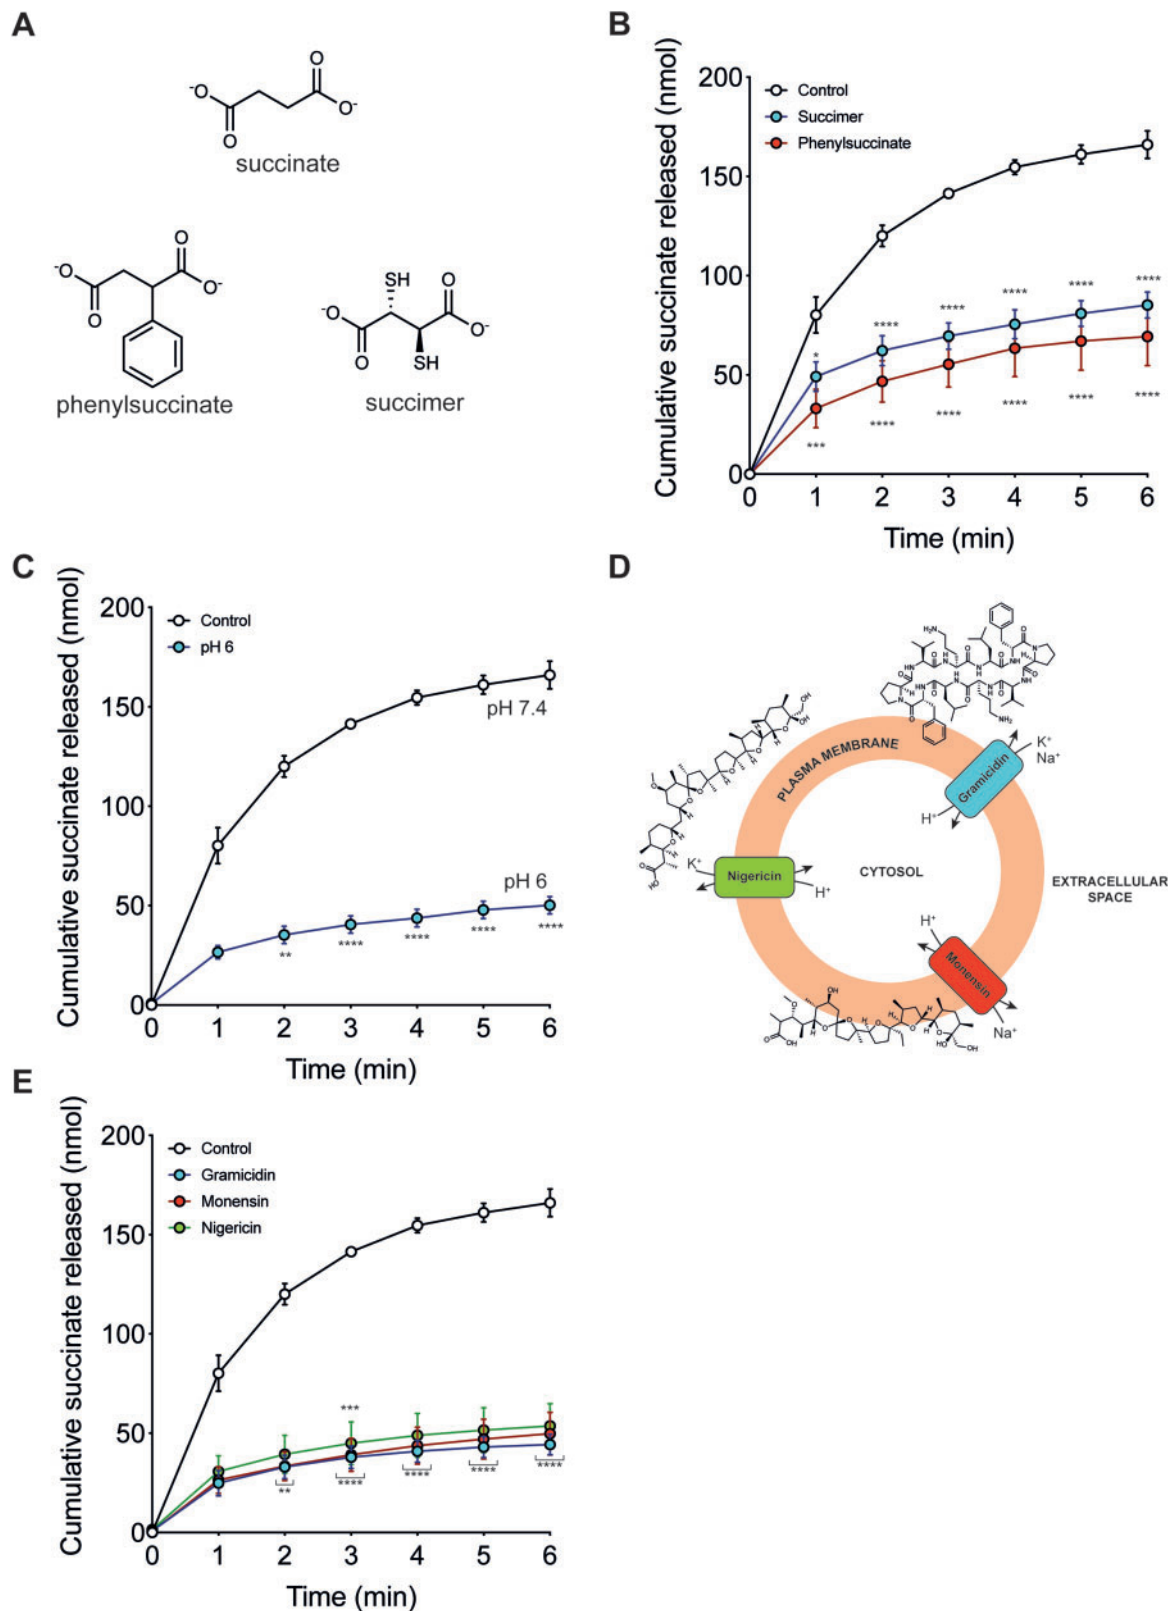 A
O
O
-O
O-
succinate
O
O
-O
O-
phenylsuccinate
SH
O
-O
O-
O
SH
succimer
B
Cumulative succinate released (nmol)
200
150
100
50
0
Control
Succimer
Phenylsuccinate
*
****
****
****
****
****
***
****
****
****
****
****
0 1 2 3 4 5 6
Time (min)
C
Cumulative succinate released (nmol)
200
150
100
50
0
Control
pH 6
pH 7.4
pH 6
**
****
****
****
****
0 1 2 3 4 5 6
Time (min)
D
PLASMA MEMBRANE
Gramicidin
K+
Na+
H+
Nigericin
K+
H+
CYTOSOL
EXTRACELLULAR
SPACE
H+
Monensin
Na+
E
Cumulative succinate released (nmol)
200
150
100
50
0
Control
Gramicidin
Monensin
Nigericin
***
**
****
****
****
****
0 1 2 3 4 5 6
Time (min)